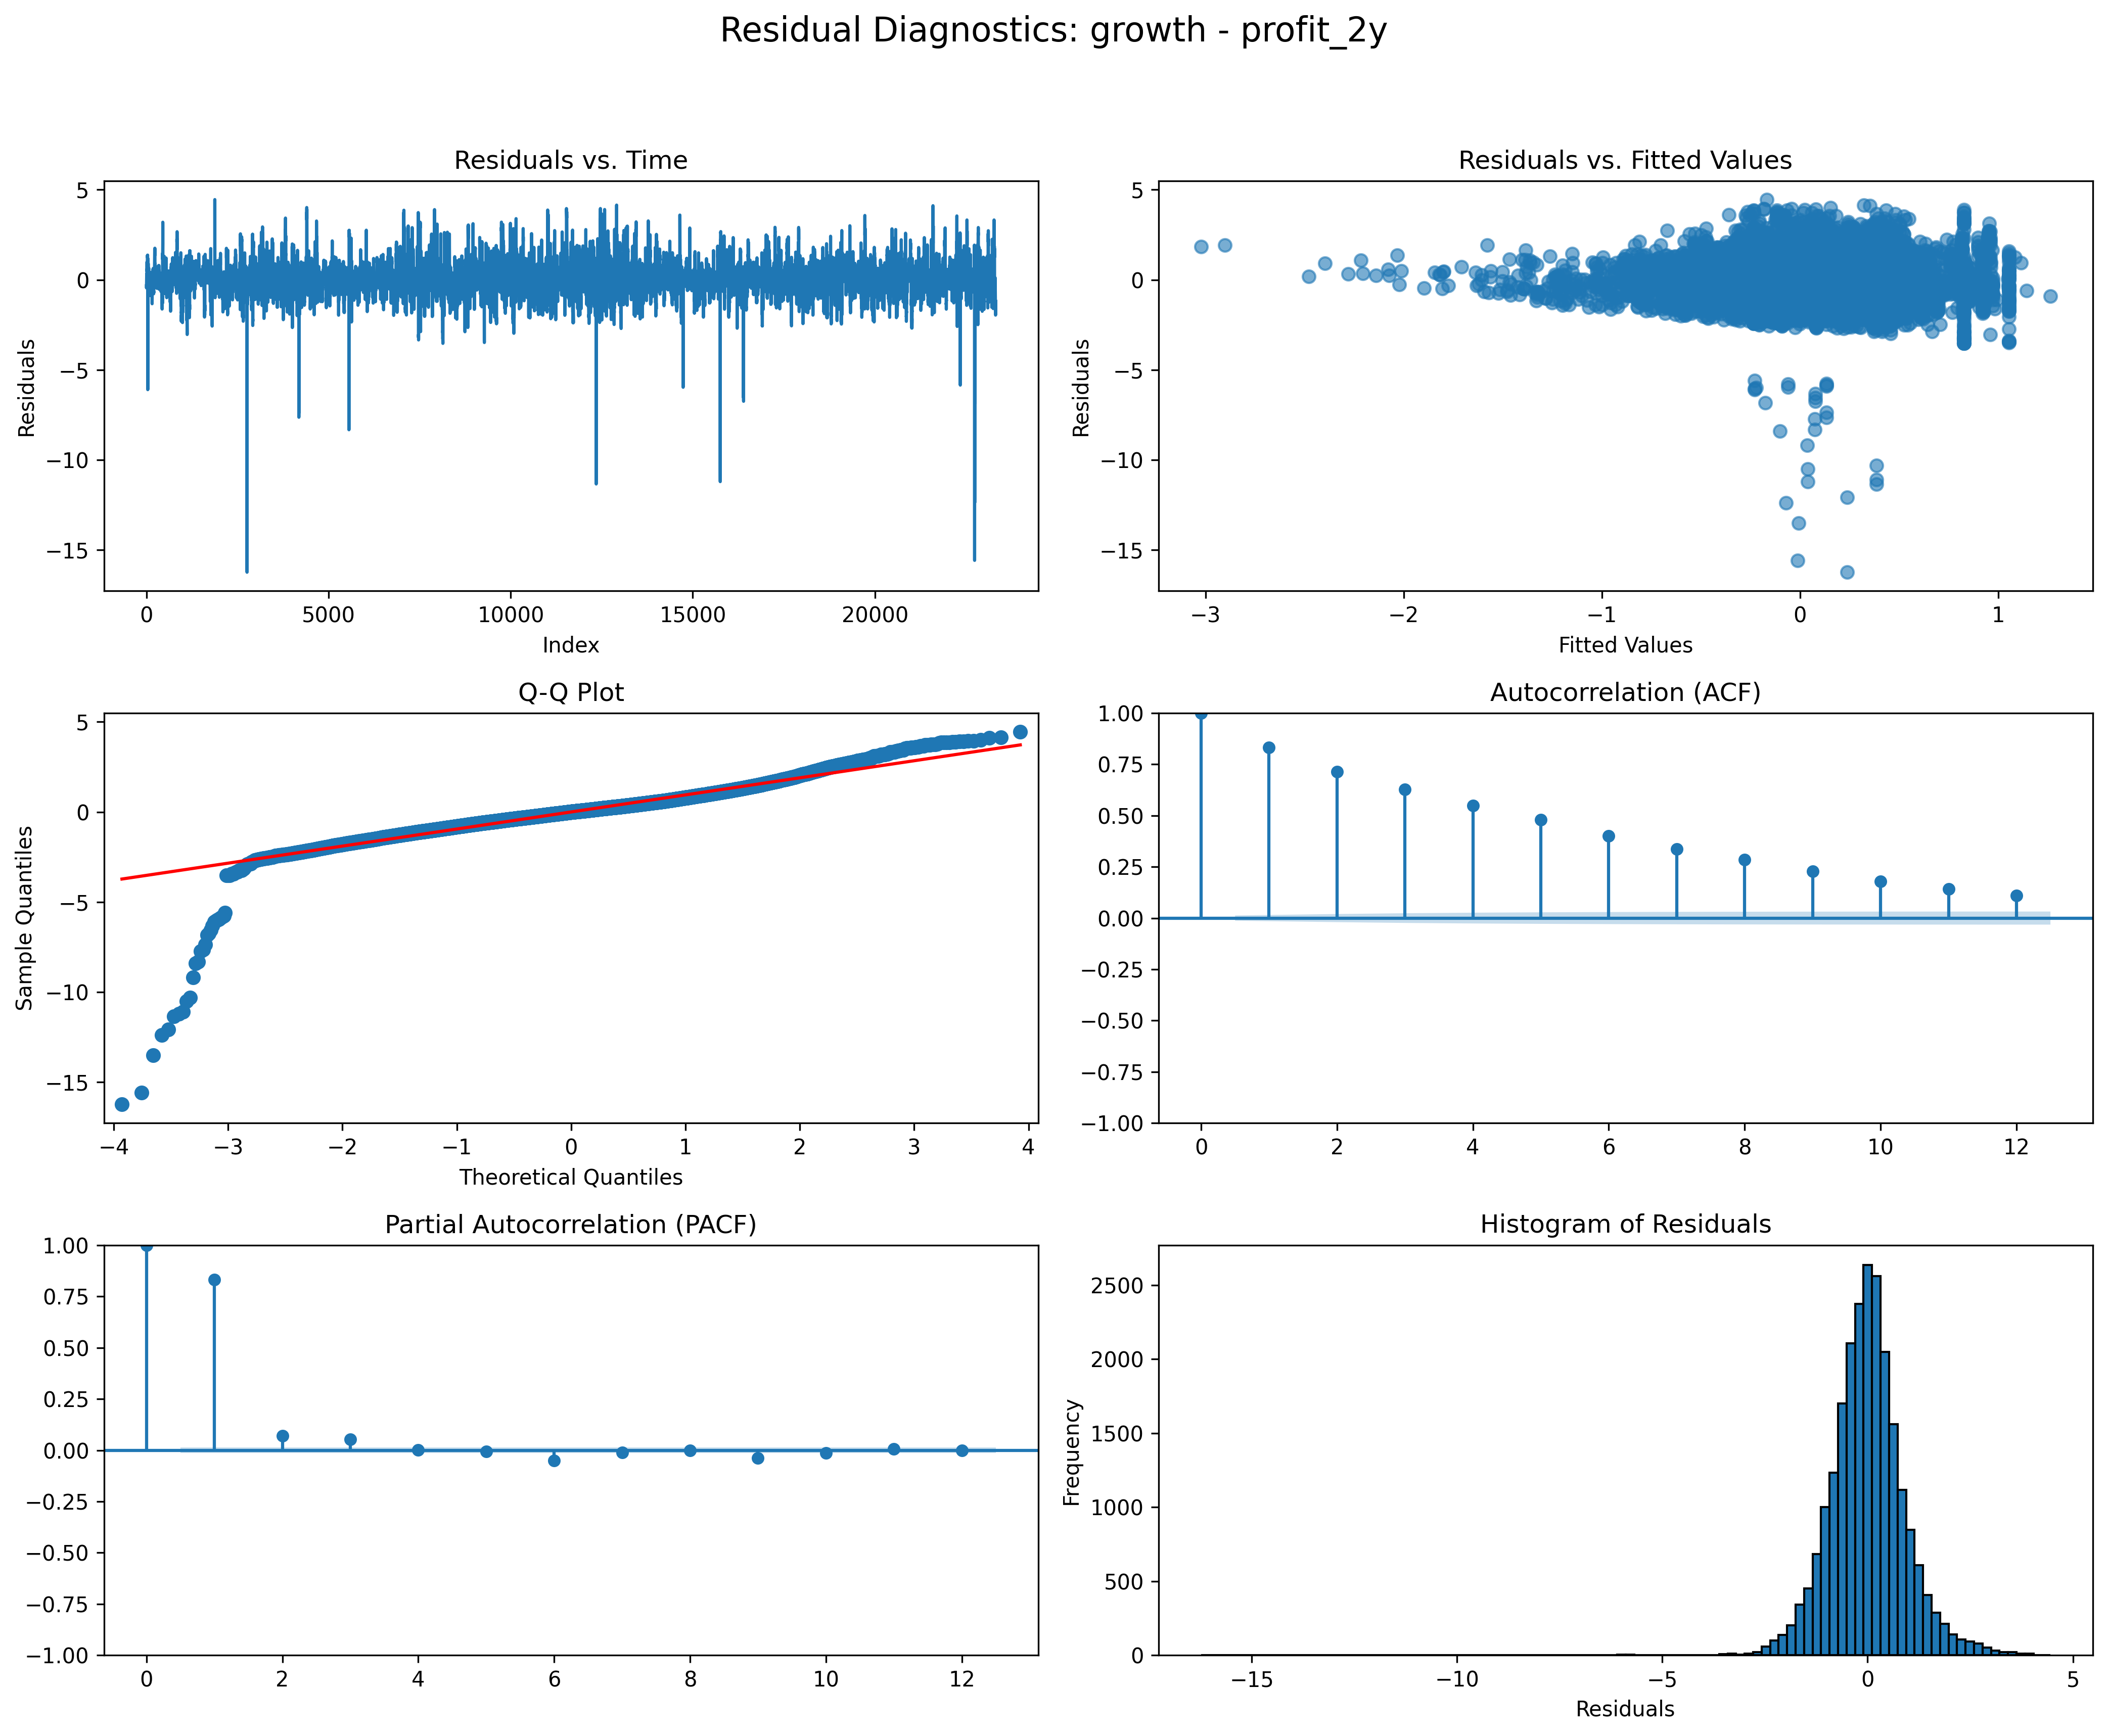 Residual Diagnostics: growth - profit_2y
Residuals vs. Time
5
0
−5
−10
−15
Residuals
0 5000 10000 15000 20000
Index
Residuals vs. Fitted Values
5
0
−5
−10
−15
Residuals
−3 −2 −1 0 1
Fitted Values
Q-Q Plot
5
0
−5
−10
−15
Sample Quantiles
−4 −3 −2 −1 0 1 2 3 4
Theoretical Quantiles
Autocorrelation (ACF)
1.00
0.75
0.50
0.25
0.00
−0.25
−0.50
−0.75
−1.00
0 2 4 6 8 10 12
Partial Autocorrelation (PACF)
1.00
0.75
0.50
0.25
0.00
−0.25
−0.50
−0.75
−1.00
0 2 4 6 8 10 12
Histogram of Residuals
2500
2000
1500
1000
500
0
Frequency
−15 −10 −5 0 5
Residuals